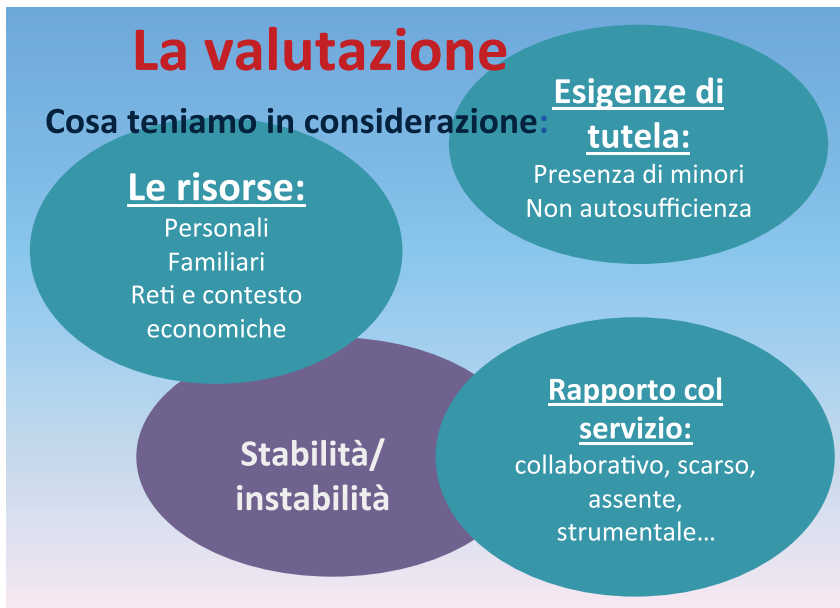 La valutazione
Cosa teniamo in considerazione:
Esigenze di
tutela:
Presenza di minori
Non autosufficienza
Le risorse:
Personali
Familiari
Reti e contesto
economiche
Stabilità/
instabilità
Rapporto col
servizio:
collaborativo, scarso,
assente,
strumentale...